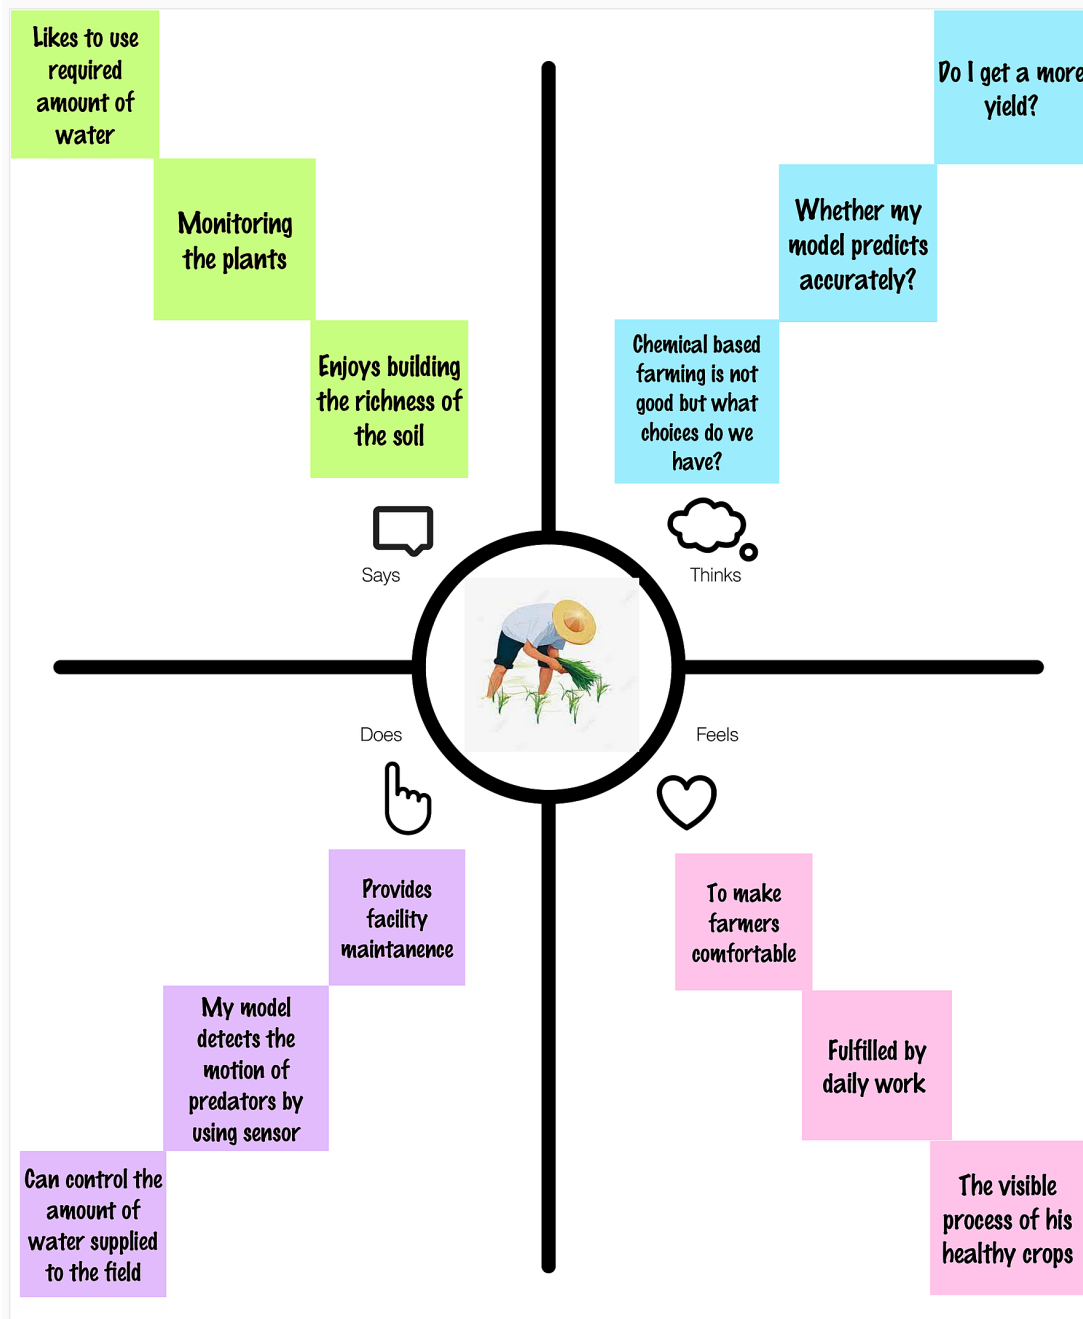 Likes to use
required
amount of
water
Monitoring
the plants
Enjoys building
the richness of
the soil
Says
Do I get a more
yield?
Whether my
model predicts
accurately?
Chemical based
farming is not
good but what
choices do we
have?
Thinks
Does
Provides
facility
maintanence
My model
detects the
motion of
predators by
using sensor
Can control the
amount of
water supplied
to the field
Feels
To make
farmers
comfortable
Fulfilled by
daily work
The visible
process of his
healthy crops